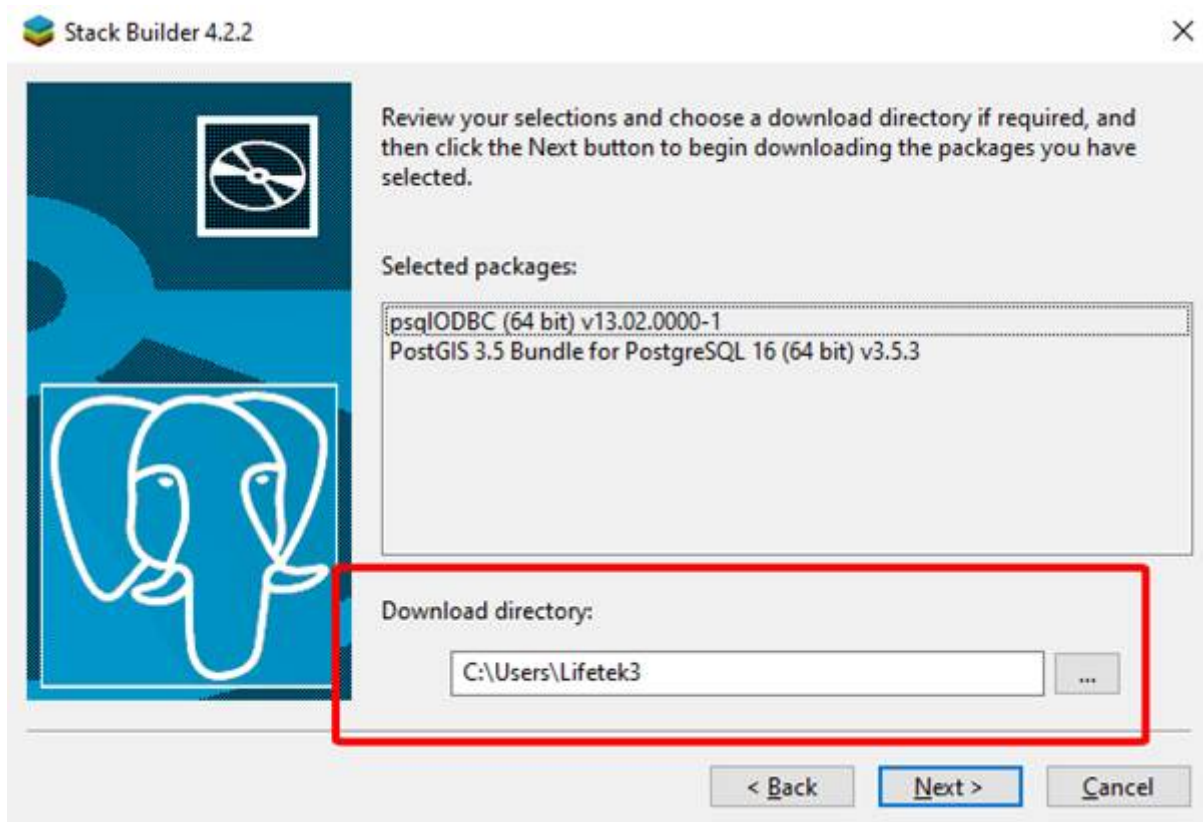 Stack Builder 4.2.2
Review your selections and choose a download directory if required, and
then click the Next button to begin downloading the packages you have
selected.
Selected packages:
psqlODBC (64 bit) v13.02.0000-1
PostGIS 3.5 Bundle for PostgreSQL 16 (64 bit) v3.5.3
Download directory:
C:\Users\Lifetek3
...
< Back
Next >
Cancel